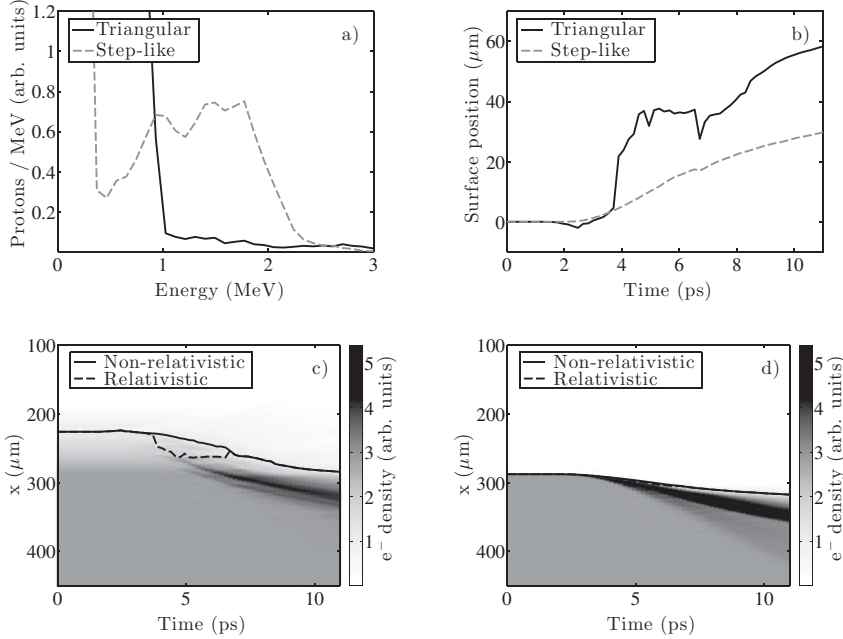 Triangular
Step-like
a)
1.2
1
0.8
0.6
0.4
0.2
Protons / MeV (arb. units)
0 1 2 3
Energy (MeV)
Triangular
Step-like
b)
60
40
20
0
Surface position (μm)
0 2 4 6 8 10
Time (ps)
Non-relativistic
Relativistic
c)
100
200
300
400
x (μm)
0 5 10
Time (ps)
5
4
3
2
1
e⁻ density (arb. units)
Non-relativistic
Relativistic
d)
100
200
300
400
x (μm)
0 5 10
Time (ps)
5
4
3
2
1
e⁻ density (arb. units)